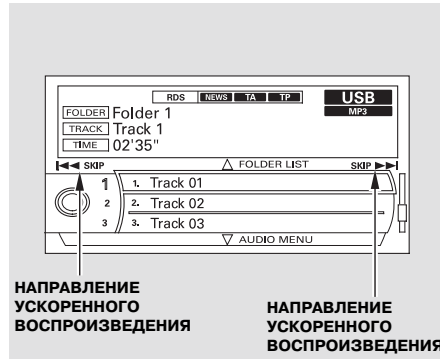 RDS NEWS TA TP USB
MP3
FOLDER Folder 1
TRACK Track 1
TIME 02'35"
SKIP FOLDER LIST SKIP
1 1. Track 01
2 2. Track 02
3 3. Track 03
AUDIO MENU
НАПРАВЛЕНИЕ
УСКОРЕННОГО
ВОСПРОИЗВЕДЕНИЯ
НАПРАВЛЕНИЕ
УСКОРЕННОГО
ВОСПРОИЗВЕДЕНИЯ